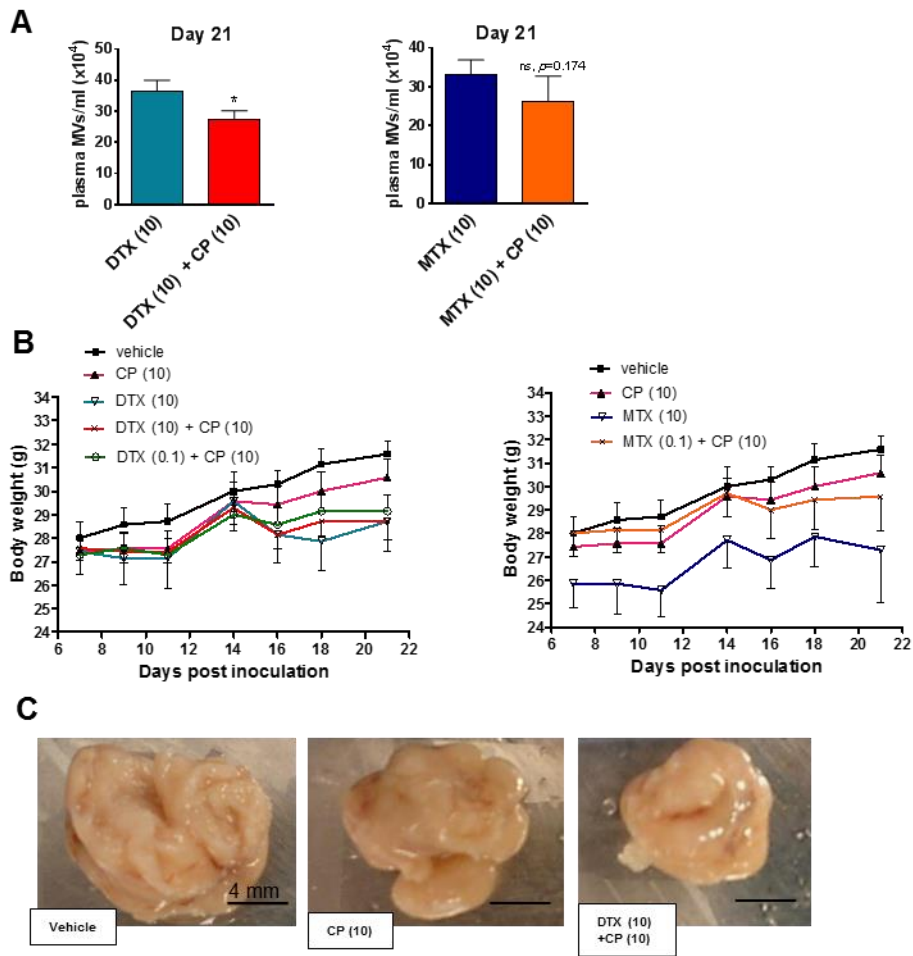 A
Day 21
plasma MVs/ml (x10⁴)
50
40
30
20
10
0
*
DTX (10)
DTX (10) + CP (10)
Day 21
plasma MVs/ml (x10⁴)
40
30
20
10
0
ns, p=0.174
MTX (10)
MTX (10) + CP (10)
B
vehicle
CP (10)
DTX (10)
DTX (10) + CP (10)
DTX (0.1) + CP (10)
Body weight (g)
34
33
32
31
30
29
28
27
26
25
24
6 8 10 12 14 16 18 20 22
Days post inoculation
vehicle
CP (10)
MTX (10)
MTX (0.1) + CP (10)
Body weight (g)
34
33
32
31
30
29
28
27
26
25
24
6 8 10 12 14 16 18 20 22
Days post inoculation
C
4 mm
Vehicle
CP (10)
DTX (10)
+CP (10)